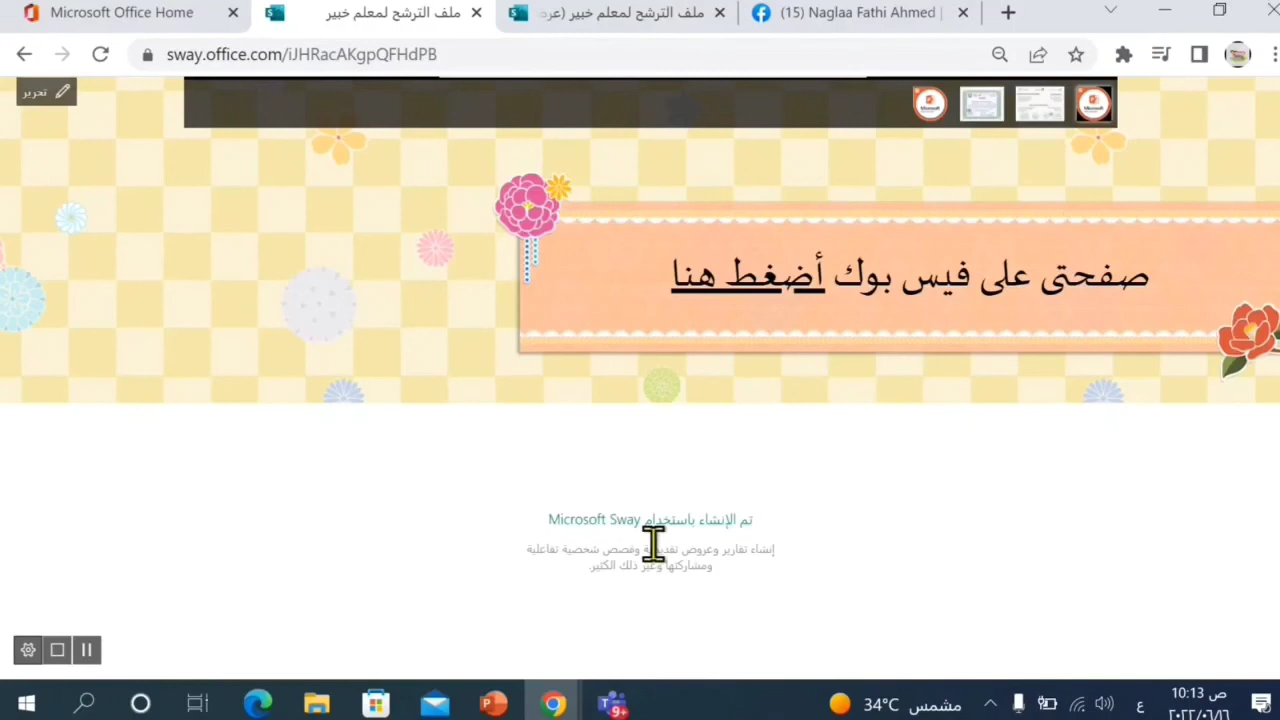 Microsoft Office Home
ملف الترشح لمعلم خبير
ملف الترشح لمعلم خبير (عرض
(15) Naglaa Fathi Ahmed |
sway.office.com/iJHRacAKgpQFHdPB
تحرير
صفحتى على فيس بوك أضغط هنا
تم الإنشاء باستخدام Microsoft Sway
إنشاء تقارير وعروض تقديمية وقصص شخصية تفاعلية
ومشاركتها وغير ذلك الكثير.
34°C مشمس
ع
10:13 ص